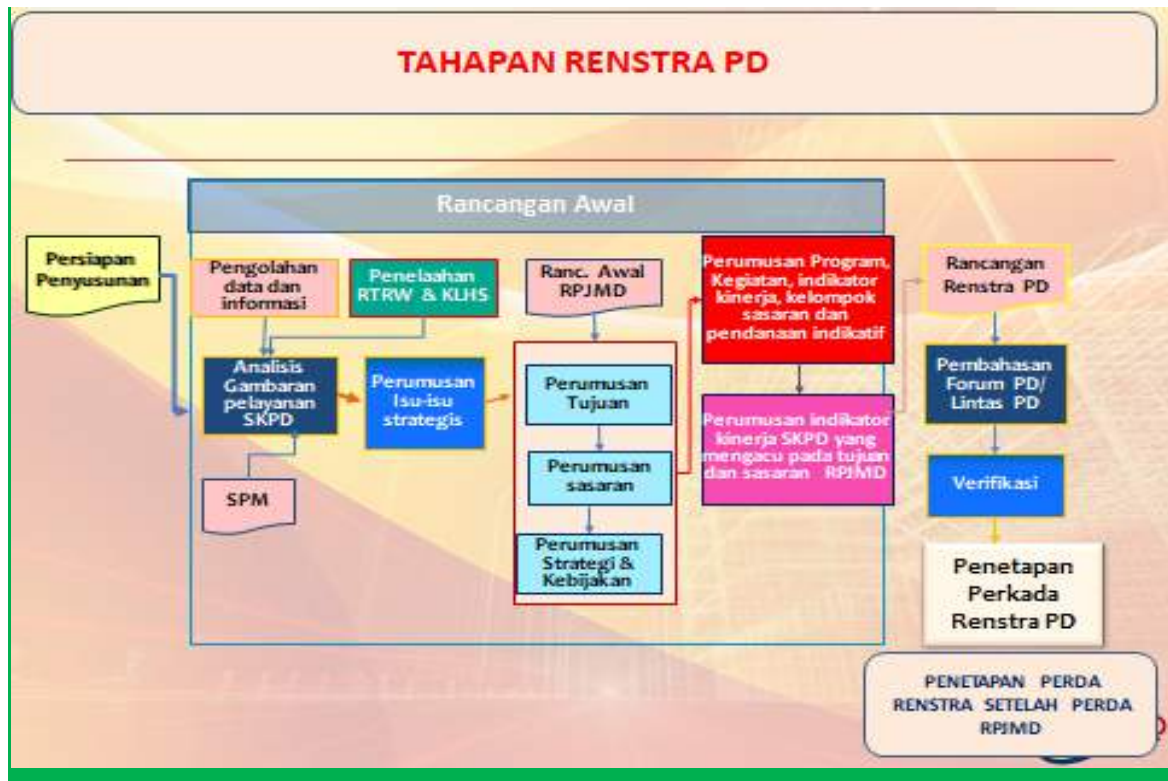 TAHAPAN RENSTRA PD
Rancangan Awal
Persiapan
Penyusunan
Pengolahan
data dan
informasi
Penelaahan
RTRW & KLHS
Ranc. Awal
RPJMD
Perumusan Program,
Kegiatan, indikator
kinerja, kelompok
sasaran dan
pendanaan indikatif
Rancangan
Renstra PD
Analisis
Gambaran
pelayanan
SKPD
Perumusan
Isu-isu
strategis
Perumusan
Tujuan
Perumusan
sasaran
Perumusan
Strategi &
Kebijakan
Perumusan indikator
kinerja SKPD yang
mengacu pada tujuan
dan sasaran RPJMD
Pembahasan
Forum PD/
Lintas PD
SPM
Verifikasi
Penetapan
Perkada
Renstra PD
PENETAPAN PERDA
RENSTRA SETELAH PERDA
RPJMD